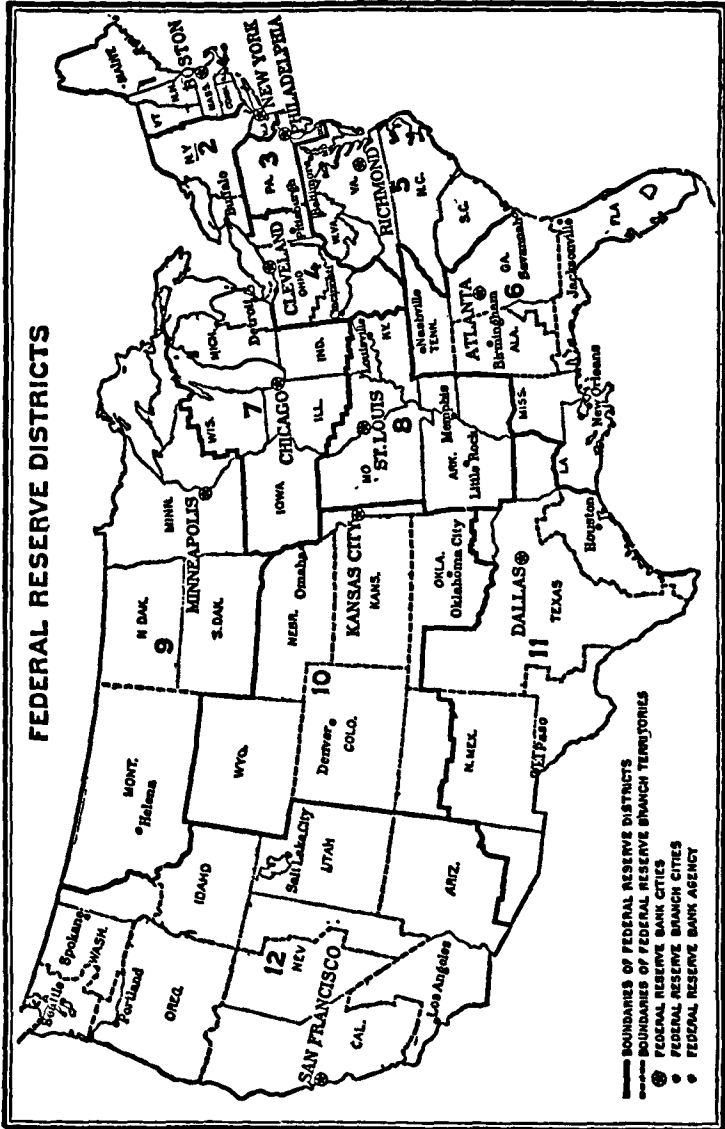 FEDERAL RESERVE DISTRICTS
Seattle
Spokane
WASH.
Portland
OREG.
IDAHO
MONT.
Helena
N DAK.
9
S. DAK.
MINN.
MINNEAPOLIS
WIS.
7
MICH.
Detroit
CHICAGO
IOWA
ILL.
IND.
WYO.
NEBR.
Omaha
10
Denver
COLO.
KANSAS CITY
KANS.
Salt Lake City
UTAH
12
NEV
SAN FRANCISCO
CAL.
Los Angeles
ARIZ.
N. MEX.
El Paso
OKLA.
Oklahoma City
DALLAS
TEXAS
11
Houston
MO
ST. LOUIS
8
ARK.
Little Rock
Memphis
Louisville
KY.
Nashville
TENN.
MISS.
LA
New Orleans
ATLANTA
6
Birmingham
ALA.
GA.
Savannah
Jacksonville
FLA
S.C.
N.C.
5
RICHMOND
VA.
W.VA.
Baltimore
CLEVELAND
OHIO
4
Cincinnati
Pittsburgh
PA.
3
PHILADELPHIA
NEW YORK
N.Y
2
Buffalo
BOSTON
1
MAINE
VT
N.H.
MASS.
CONN.
BOUNDARIES OF FEDERAL RESERVE DISTRICTS
BOUNDARIES OF FEDERAL RESERVE BRANCH TERRITORIES
FEDERAL RESERVE BANK CITIES
FEDERAL RESERVE BRANCH CITIES
FEDERAL RESERVE BANK AGENCY